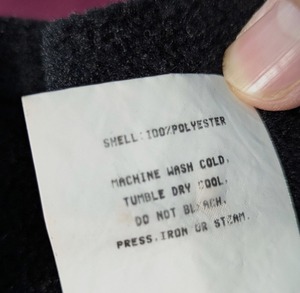 SHELL:100%POLYESTER
MACHINE WASH COLD.
TUMBLE DRY COOL.
DO NOT BLEACH.
PRESS,IRON OR STEAM.